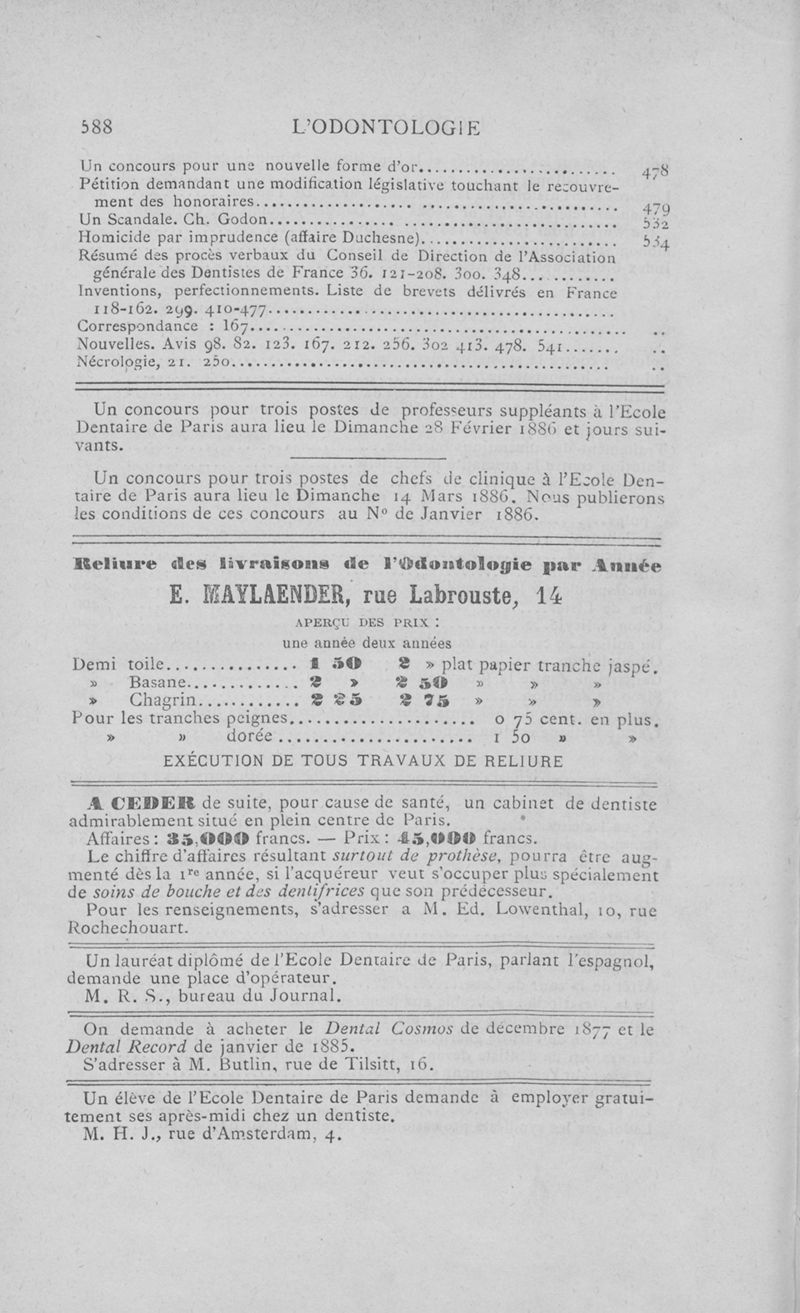 588 L'ODONTOLOGIE
Un concours pour une nouvelle forme d'or.......................... 478
Pétition demandant une modification législative touchant le recouvre-
ment des honoraires............................................. 479
Un Scandale. Ch. Godon............................................. 532
Homicide par imprudence (affaire Duchesne)......................... 534
Résumé des procès verbaux du Conseil de Direction de l'Association
générale des Dentistes de France 36. 121-208. 300. 348............
Inventions, perfectionnements. Liste de brevets délivrés en France
118-162. 299. 410-477.............................................
Correspondance : 167............................................... ..
Nouvelles. Avis 98. 82. 123. 167. 212. 256. 302 413. 478. 541....... ..
Nécrologie, 21. 250................................................ ..
Un concours pour trois postes de professeurs suppléants à l'Ecole
Dentaire de Paris aura lieu le Dimanche 28 Février 1886 et jours sui-
vants.
Un concours pour trois postes de chefs de clinique à l'Ecole Den-
taire de Paris aura lieu le Dimanche 14 Mars 1886. Nous publierons
les conditions de ces concours au N° de Janvier 1886.
Reliure des livraisons de l'Odontologie par Année
E. MAYLAENDER, rue Labrouste, 14
APERÇU DES PRIX :
une année deux années
Demi toile................ 1 50 2 » plat papier tranche jaspé.
» Basane.............. 2 » 2 50 » » »
» Chagrin............. 2 25 2 75 » » »
Pour les tranches peignes....................... 0 75 cent. en plus.
» » dorée........................ 1 50 » »
EXÉCUTION DE TOUS TRAVAUX DE RELIURE
A CEDER de suite, pour cause de santé, un cabinet de dentiste
admirablement situé en plein centre de Paris.
Affaires : 35,000 francs. — Prix : 45,000 francs.
Le chiffre d'affaires résultant surtout de prothèse, pourra être aug-
menté dès la 1re année, si l'acquéreur veut s'occuper plus spécialement
de soins de bouche et des dentifrices que son prédécesseur.
Pour les renseignements, s'adresser a M. Ed. Lowenthal, 10, rue
Rochechouart.
Un lauréat diplômé de l'Ecole Dentaire de Paris, parlant l'espagnol,
demande une place d'opérateur.
M. R. S., bureau du Journal.
On demande à acheter le Dental Cosmos de décembre 1877 et le
Dental Record de janvier de 1885.
S'adresser à M. Butlin, rue de Tilsitt, 16.
Un élève de l'Ecole Dentaire de Paris demande à employer gratui-
tement ses après-midi chez un dentiste.
M. H. J., rue d'Amsterdam, 4.